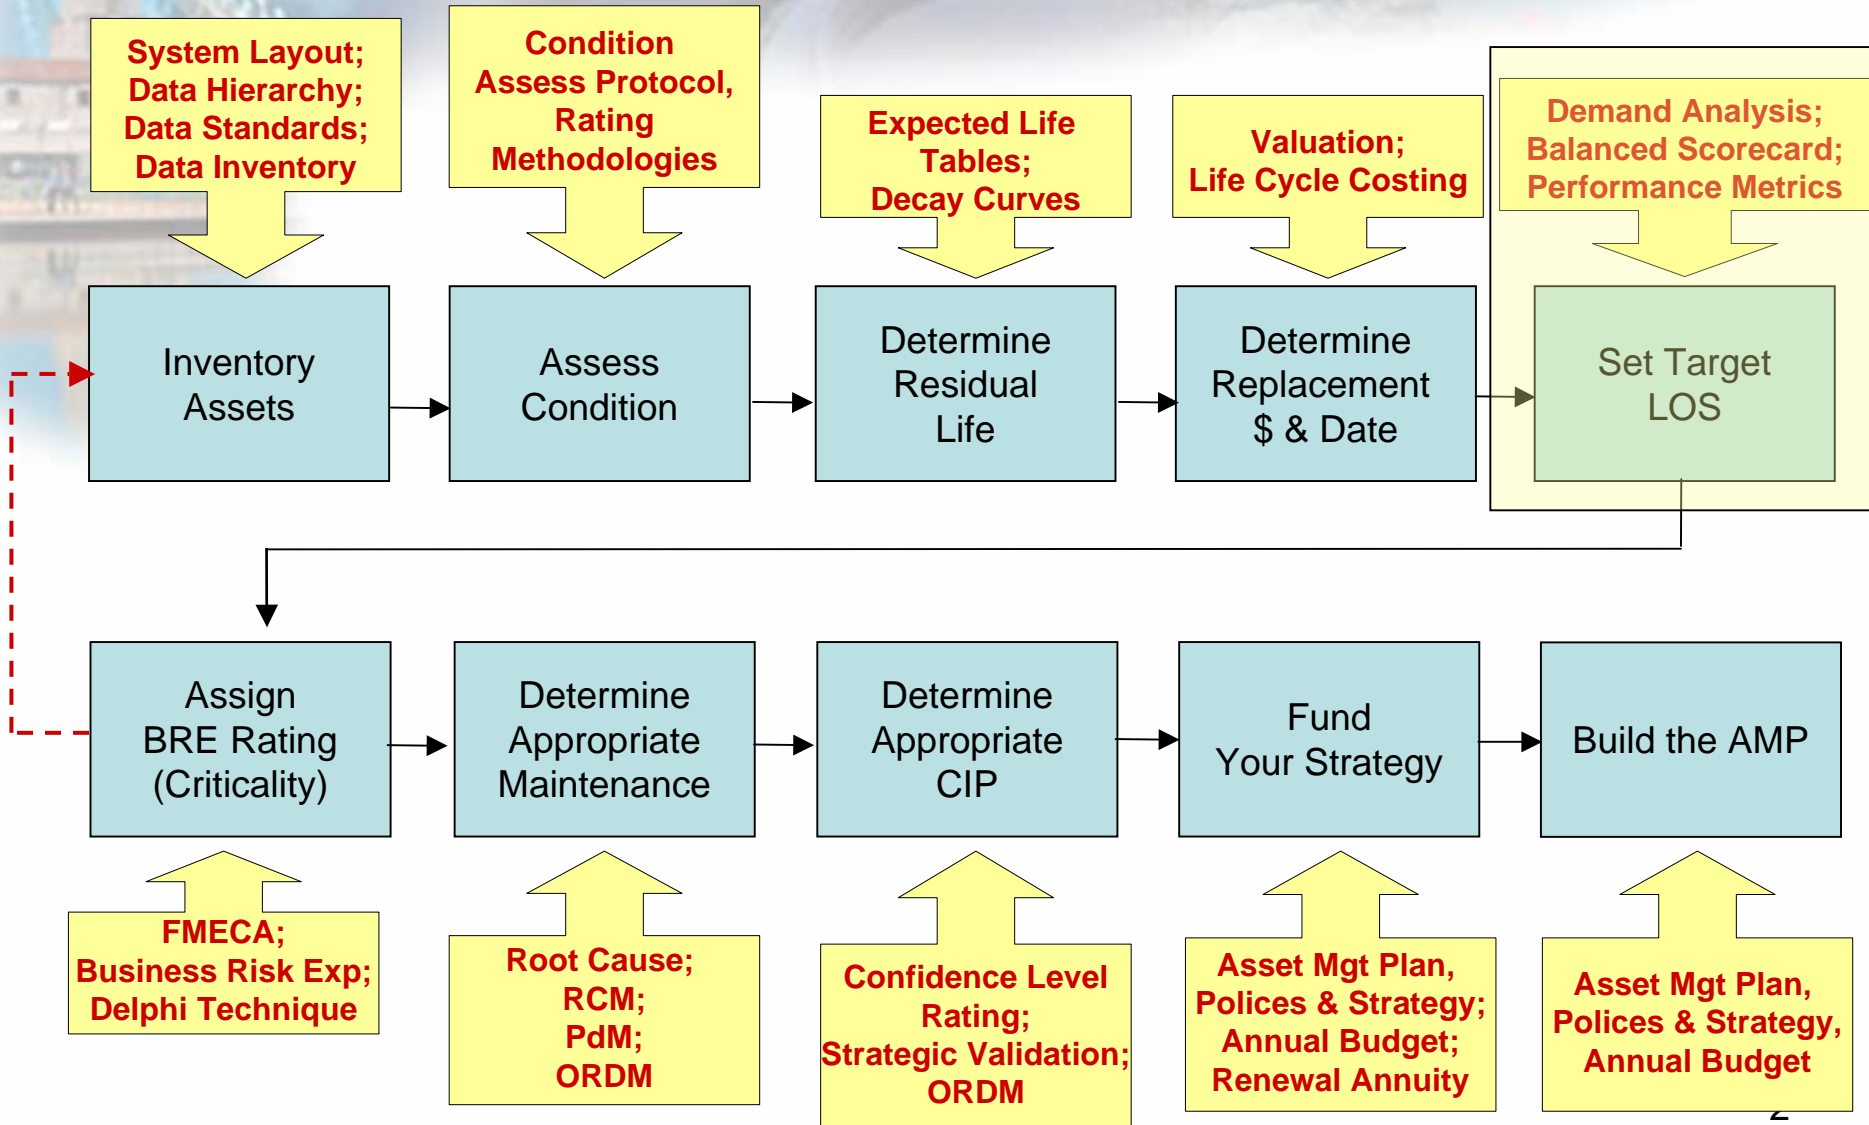 System Layout;
Data Hierarchy;
Data Standards;
Data Inventory
Condition
Assess Protocol,
Rating
Methodologies
Expected Life
Tables;
Decay Curves
Valuation;
Life Cycle Costing
Demand Analysis;
Balanced Scorecard;
Performance Metrics
Inventory
Assets
Assess
Condition
Determine
Residual
Life
Determine
Replacement
$ & Date
Set Target
LOS
Assign
BRE Rating
(Criticality)
Determine
Appropriate
Maintenance
Determine
Appropriate
CIP
Fund
Your Strategy
Build the AMP
FMECA;
Business Risk Exp;
Delphi Technique
Root Cause;
RCM;
PdM;
ORDM
Confidence Level
Rating;
Strategic Validation;
ORDM
Asset Mgt Plan,
Polices & Strategy;
Annual Budget;
Renewal Annuity
Asset Mgt Plan,
Polices & Strategy,
Annual Budget